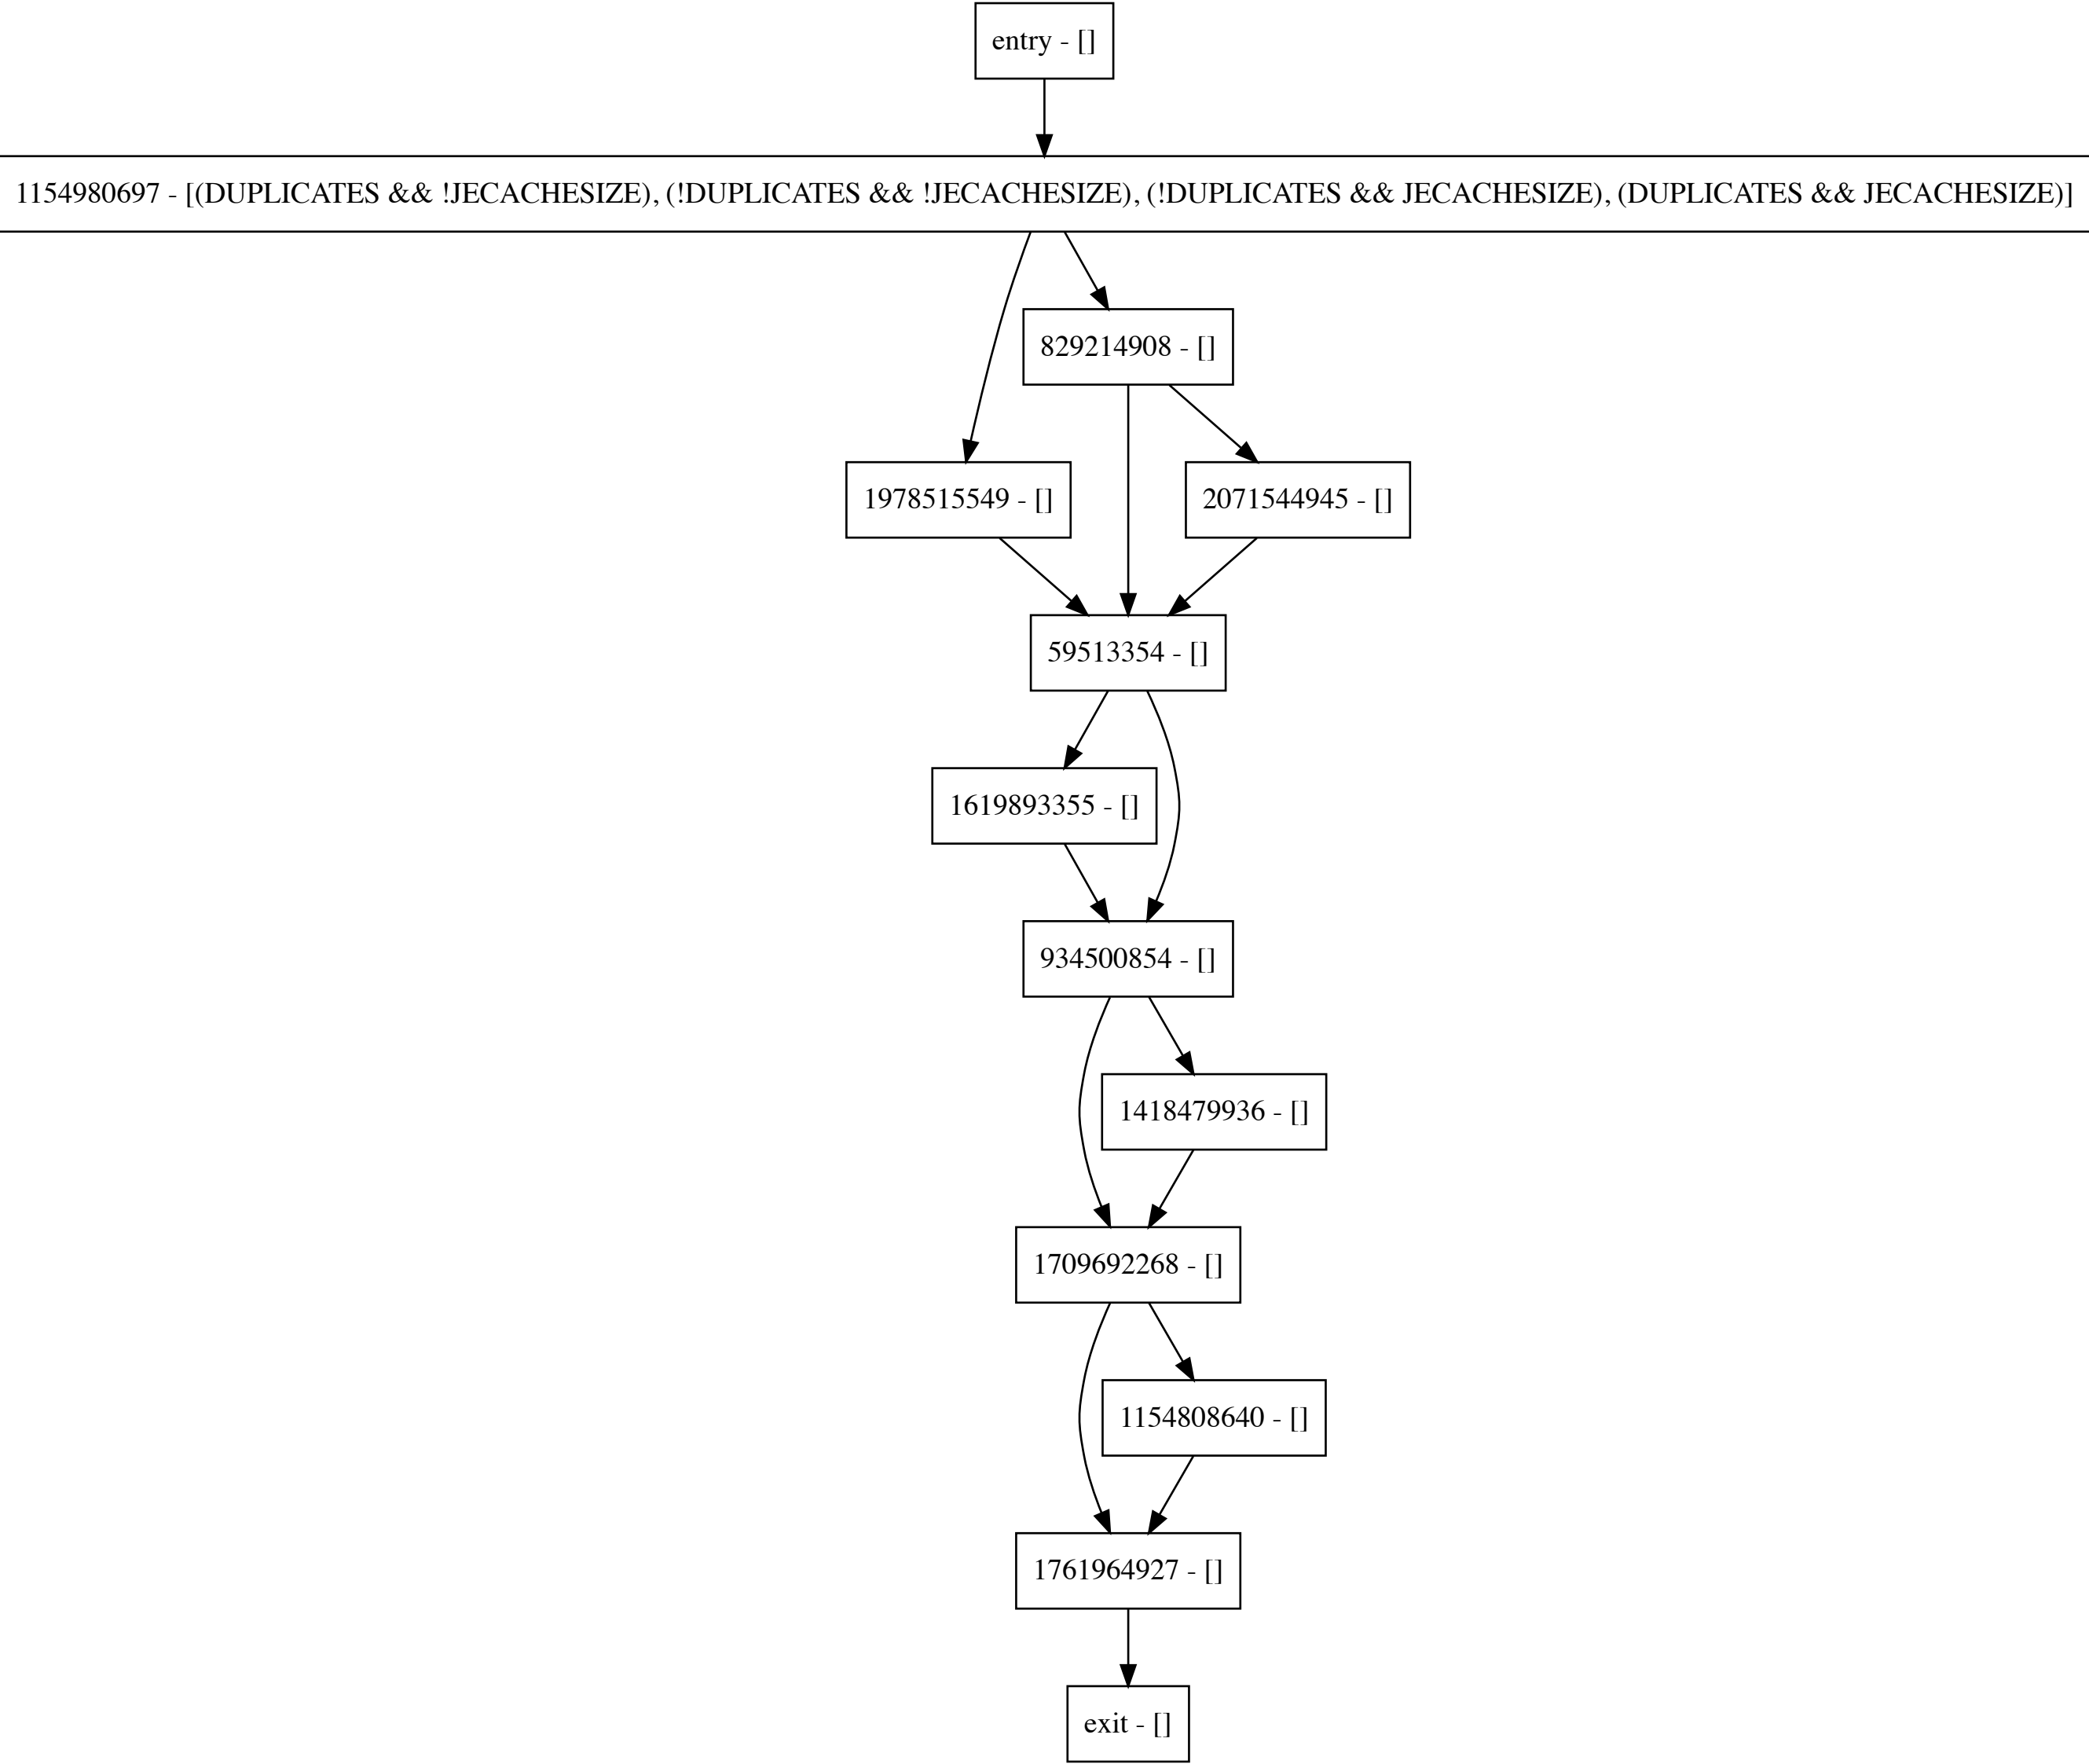 entry - []
1154980697 - [(DUPLICATES && !JECACHESIZE), (!DUPLICATES && !JECACHESIZE), (!DUPLICATES && JECACHESIZE), (DUPLICATES && JECACHESIZE)]
829214908 - []
1978515549 - []
2071544945 - []
59513354 - []
1619893355 - []
934500854 - []
1418479936 - []
1709692268 - []
1154808640 - []
1761964927 - []
exit - []